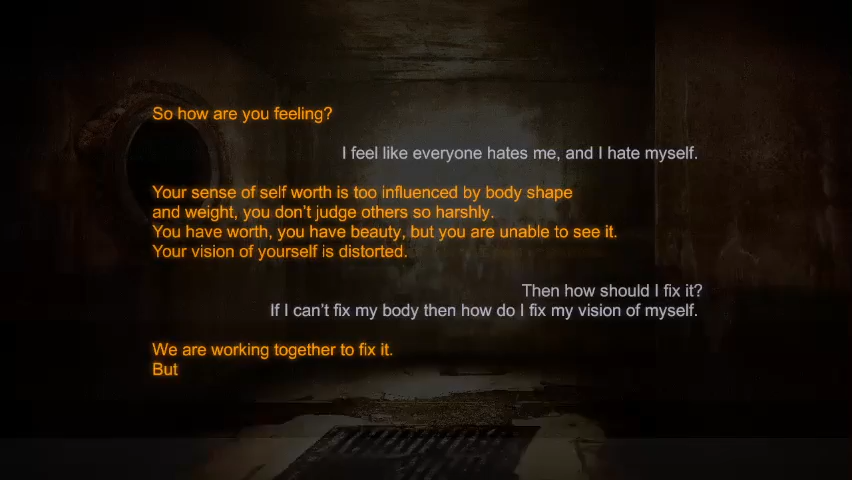 So how are you feeling?
I feel like everyone hates me, and I hate myself.
Your sense of self worth is too influenced by body shape
and weight, you don't judge others so harshly.
You have worth, you have beauty, but you are unable to see it.
Your vision of yourself is distorted.
Then how should I fix it?
If I can't fix my body then how do I fix my vision of myself.
We are working together to fix it.
But